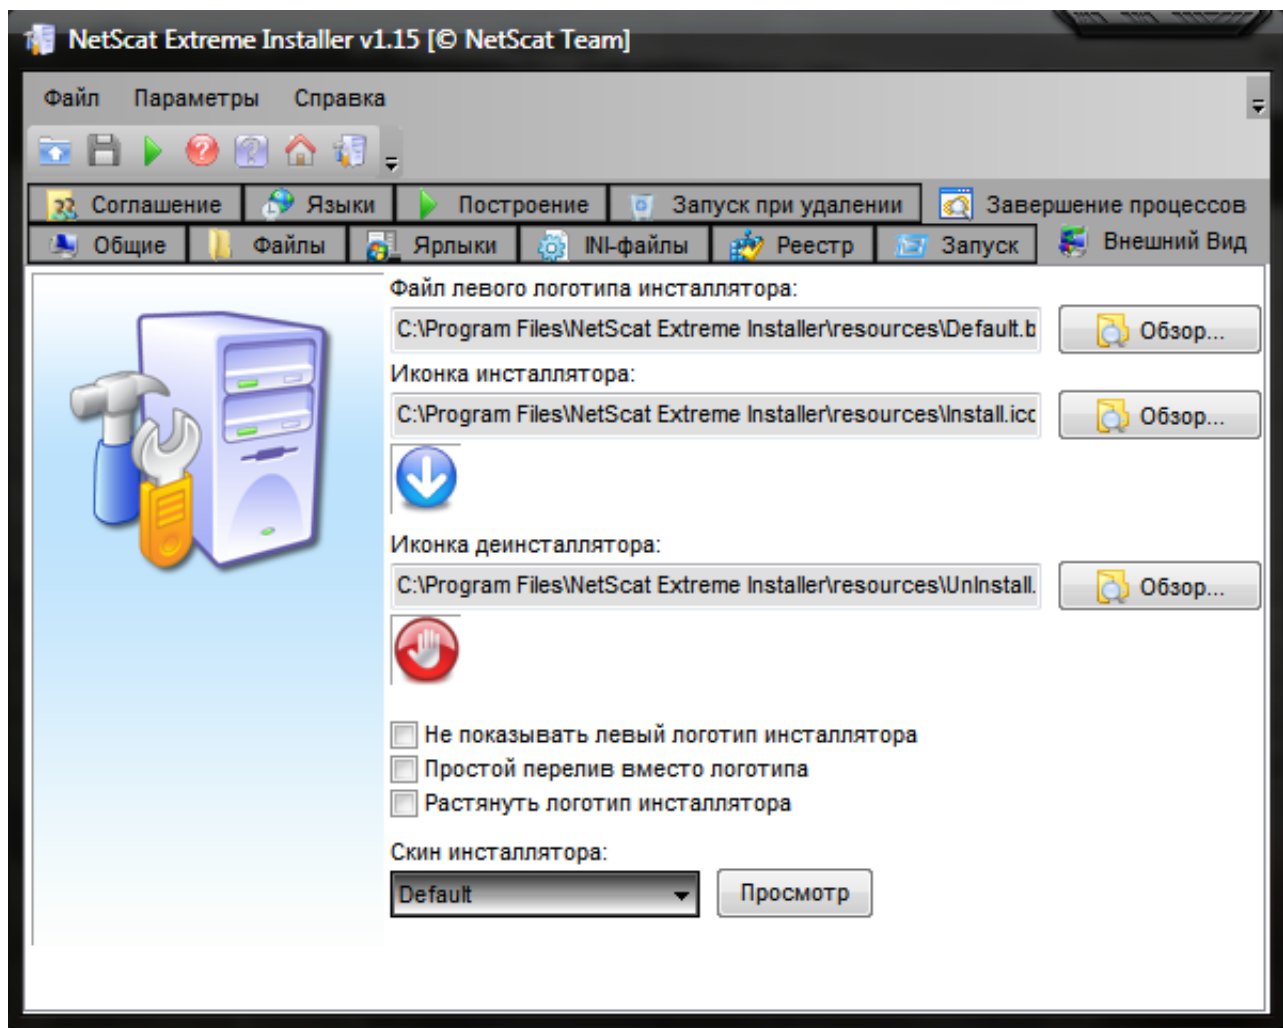 NetScat Extreme Installer v1.15 [© NetScat Team]
Файл Параметры Справка
Соглашение Языки Построение Запуск при удалении Завершение процессов
Общие Файлы Ярлыки INI-файлы Реестр Запуск Внешний Вид
Файл левого логотипа инсталлятора:
C:\Program Files\NetScat Extreme Installer\resources\Default.b Обзор...
Иконка инсталлятора:
C:\Program Files\NetScat Extreme Installer\resources\Install.icc Обзор...
Иконка деинсталлятора:
C:\Program Files\NetScat Extreme Installer\resources\UnInstall. Обзор...
Не показывать левый логотип инсталлятора
Простой перелив вместо логотипа
Растянуть логотип инсталлятора
Скин инсталлятора:
Default Просмотр